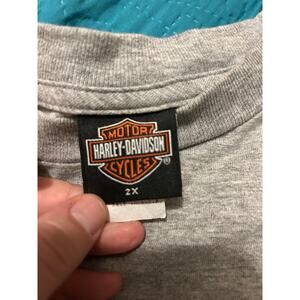 MOTOR
HARLEY-DAVIDSON
CYCLES
®
2X